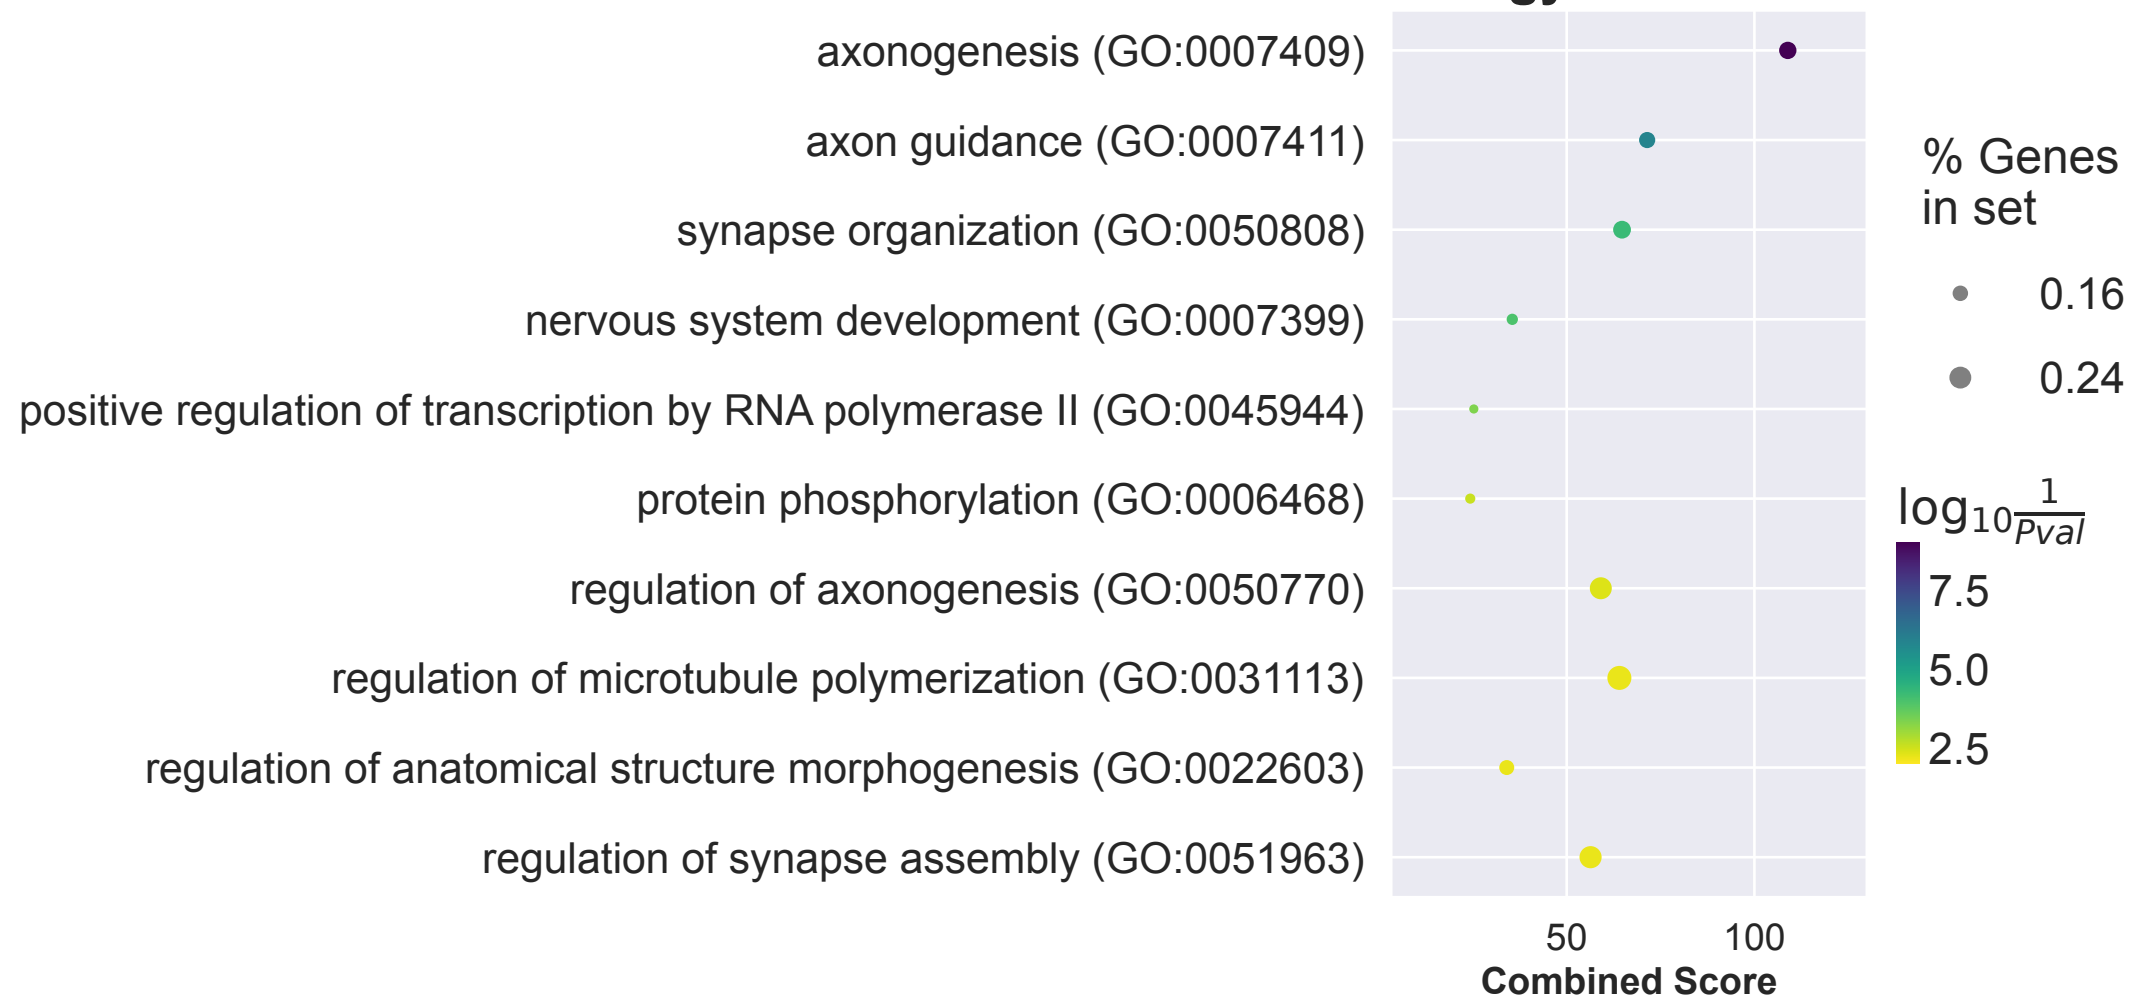 axonogenesis (GO:0007409)
axon guidance (GO:0007411)
synapse organization (GO:0050808)
nervous system development (GO:0007399)
positive regulation of transcription by RNA polymerase II (GO:0045944)
protein phosphorylation (GO:0006468)
regulation of axonogenesis (GO:0050770)
regulation of microtubule polymerization (GO:0031113)
regulation of anatomical structure morphogenesis (GO:0022603)
regulation of synapse assembly (GO:0051963)
50 100
Combined Score
% Genes
in set
0.16
0.24
log₁₀ 1/Pval
7.5
5.0
2.5